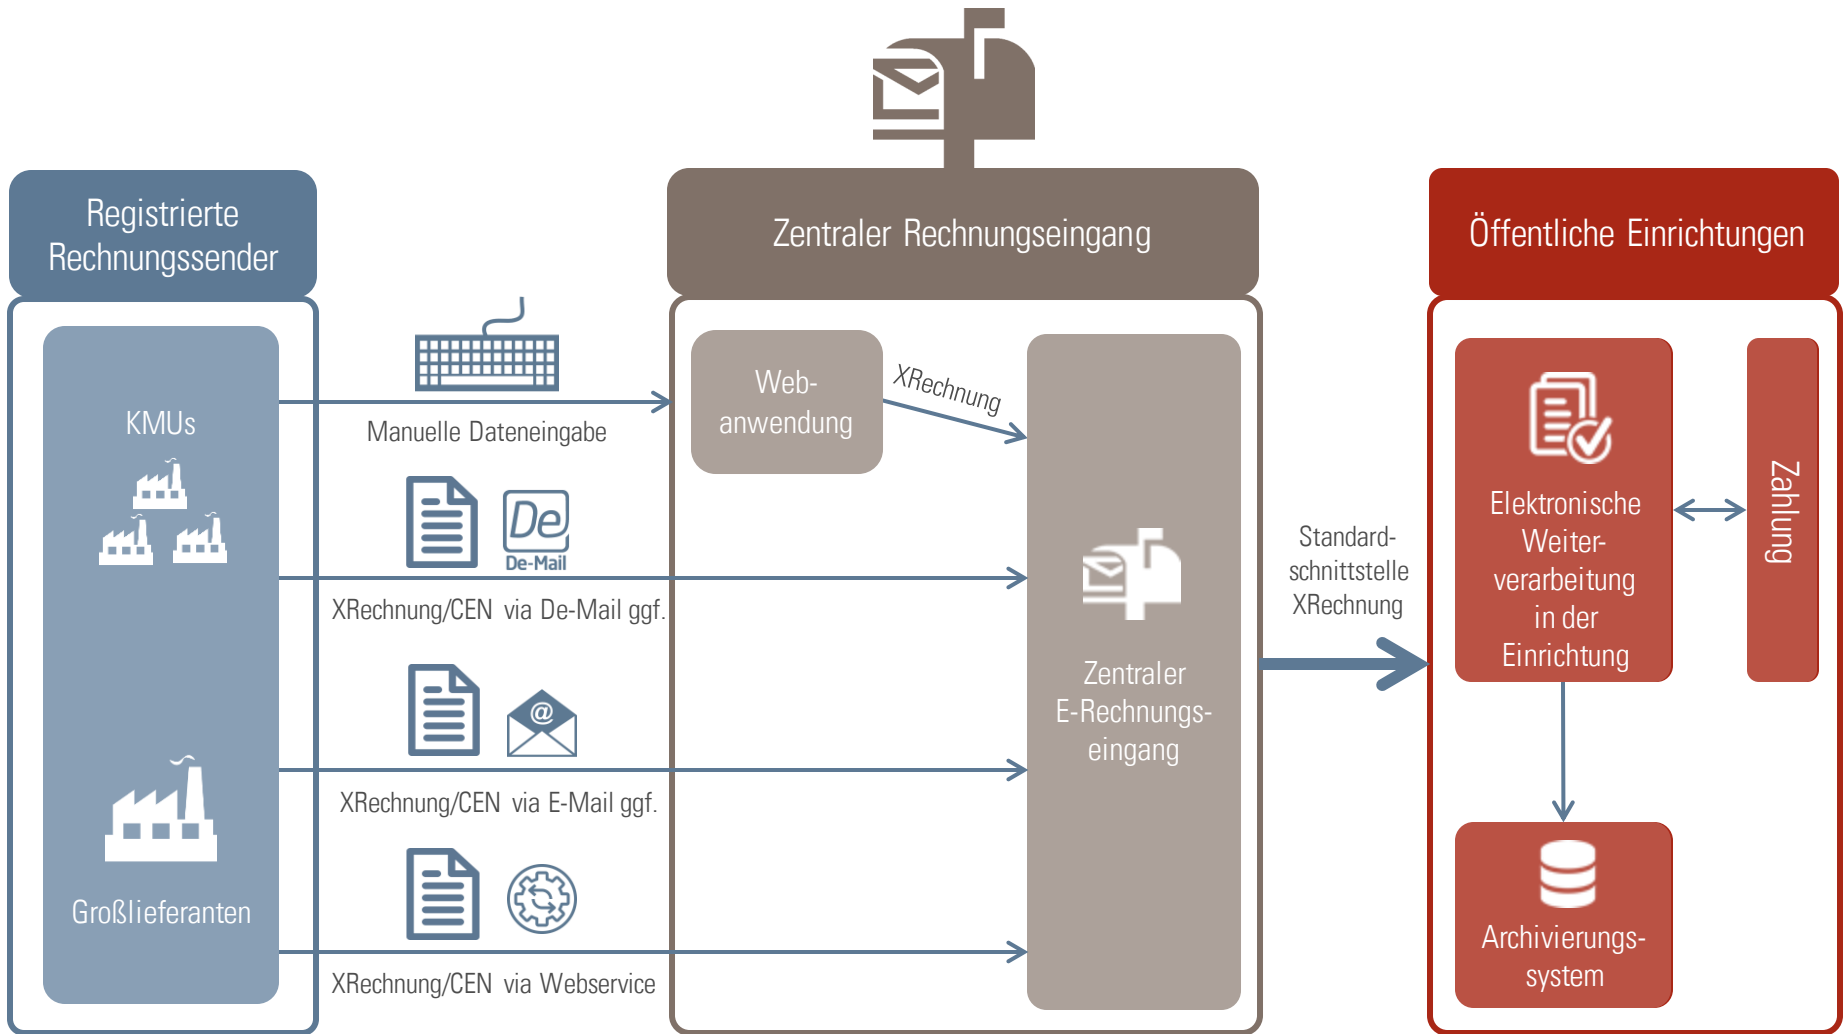 Registrierte
Rechnungssender
KMUs
Großlieferanten
Manuelle Dateneingabe
De
De-Mail
XRechnung/CEN via De-Mail ggf.
@
XRechnung/CEN via E-Mail ggf.
XRechnung/CEN via Webservice
Zentraler Rechnungseingang
Web-
anwendung
XRechnung
Zentraler
E-Rechnungs-
eingang
Standard-
schnittstelle
XRechnung
Öffentliche Einrichtungen
Elektronische
Weiter-
verarbeitung
in der
Einrichtung
Zahlung
Archivierungs-
system